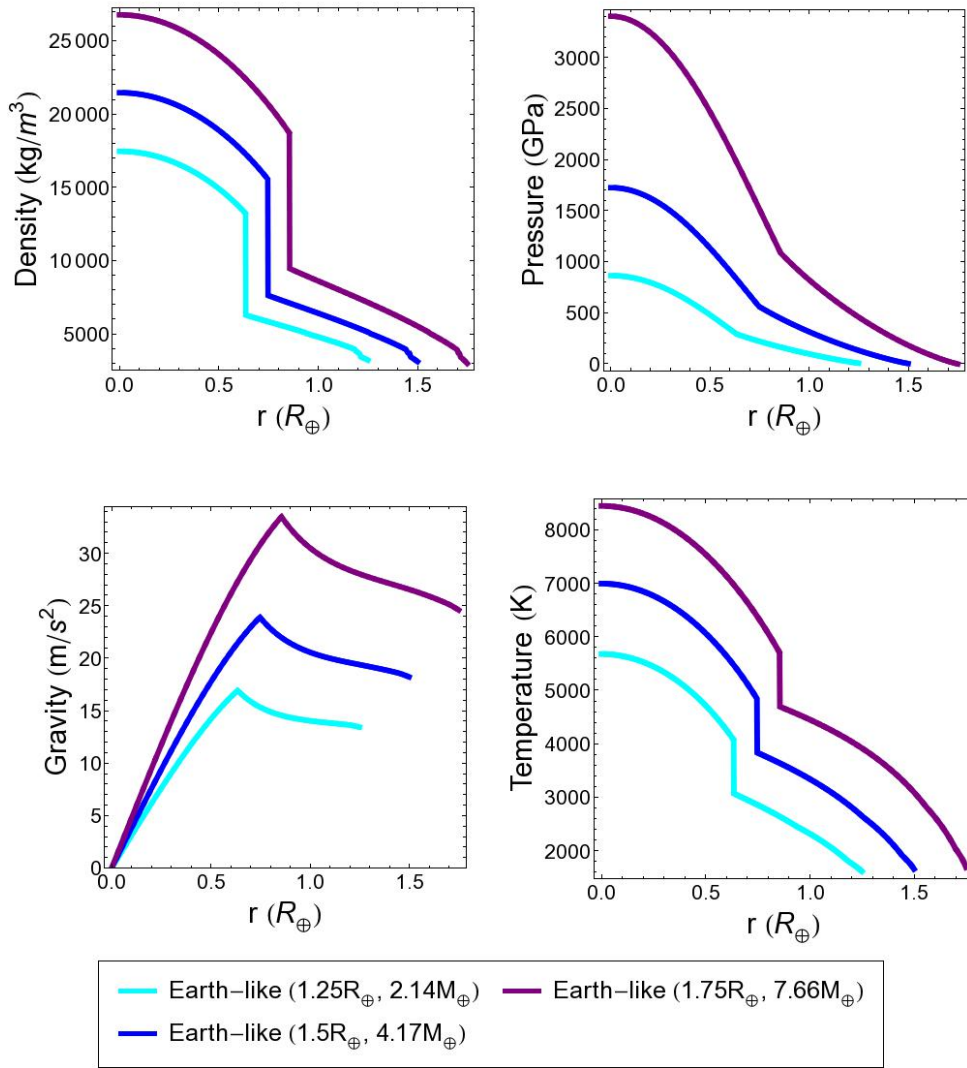 Density (kg/m³)
25 000
20 000
15 000
10 000
5000
0.0 0.5 1.0 1.5
r (R⊕)
Pressure (GPa)
3000
2500
2000
1500
1000
500
0
0.0 0.5 1.0 1.5
r (R⊕)
Gravity (m/s²)
30
25
20
15
10
5
0
0.0 0.5 1.0 1.5
r (R⊕)
Temperature (K)
8000
7000
6000
5000
4000
3000
2000
0.0 0.5 1.0 1.5
r (R⊕)
Earth−like (1.25R⊕, 2.14M⊕) Earth−like (1.75R⊕, 7.66M⊕)
Earth−like (1.5R⊕, 4.17M⊕)